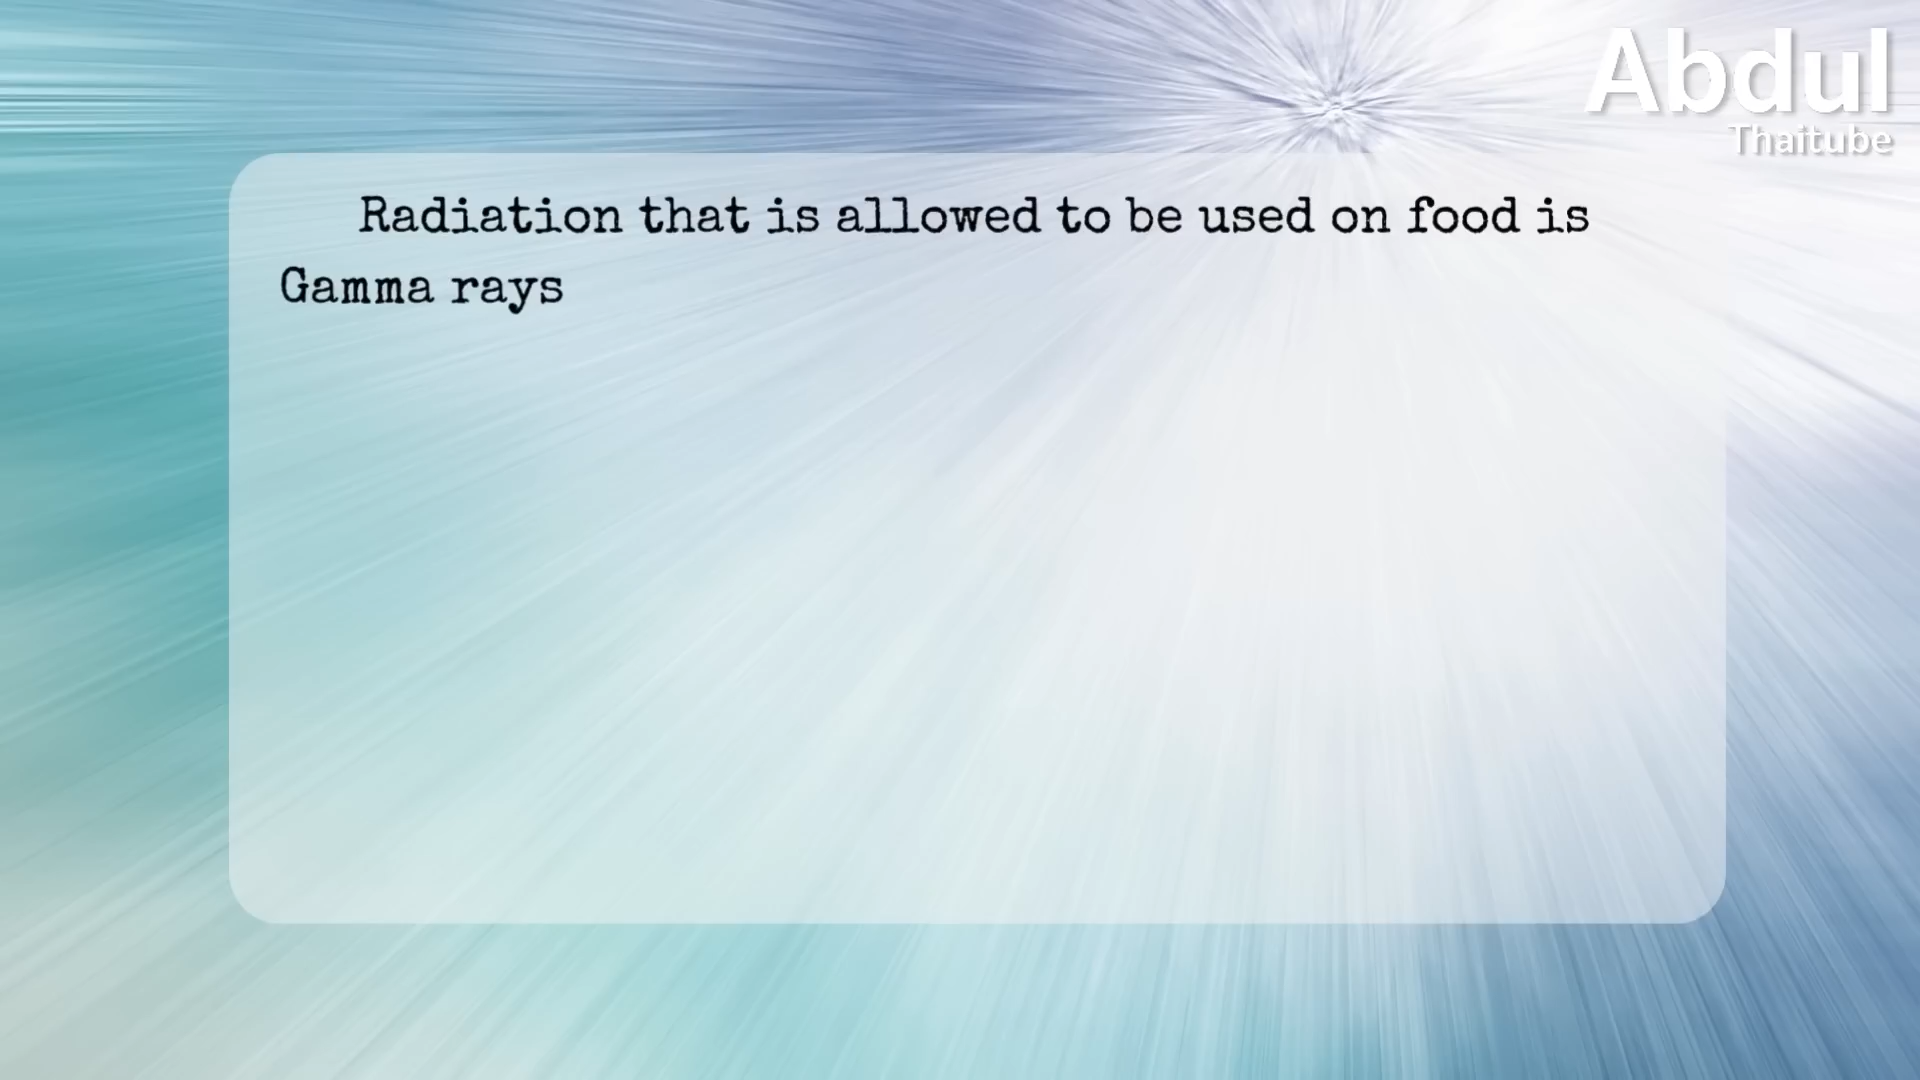 Abdul
Thaitube
Radiation that is allowed to be used on food is
Gamma rays